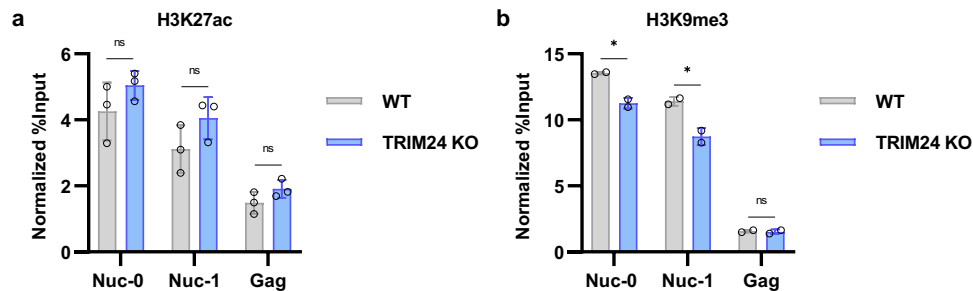 a
H3K27ac
Normalized %Input
6
4
2
0
ns
ns
ns
Nuc-0
Nuc-1
Gag
WT
TRIM24 KO
b
H3K9me3
Normalized %Input
15
10
5
0
*
*
ns
Nuc-0
Nuc-1
Gag
WT
TRIM24 KO